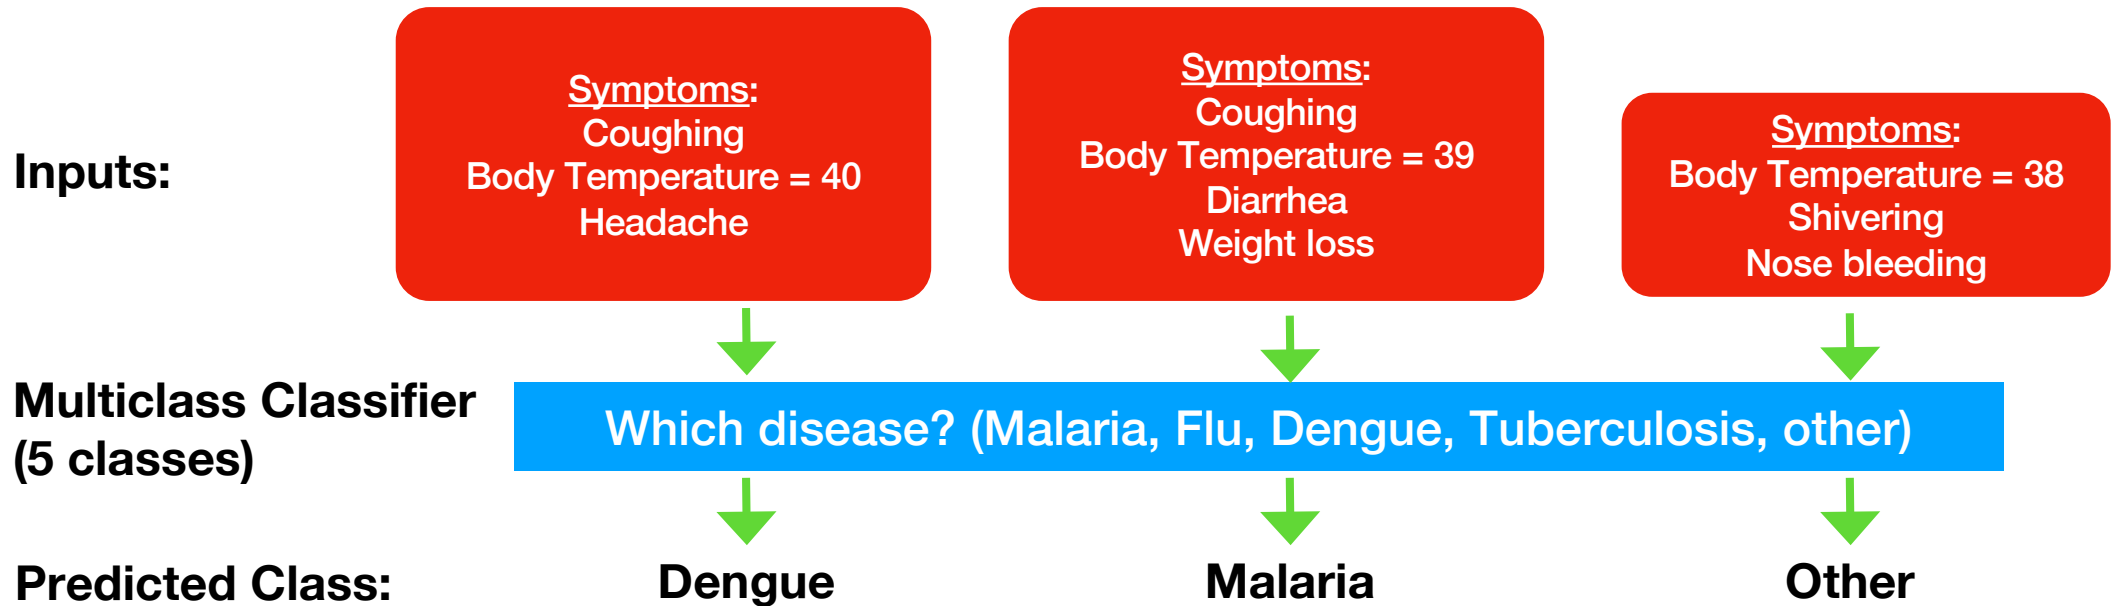 Inputs:
Symptoms:
Coughing
Body Temperature = 40
Headache
Symptoms:
Coughing
Body Temperature = 39
Diarrhea
Weight loss
Symptoms:
Body Temperature = 38
Shivering
Nose bleeding
Multiclass Classifier
(5 classes)
Which disease? (Malaria, Flu, Dengue, Tuberculosis, other)
Predicted Class:
Dengue
Malaria
Other